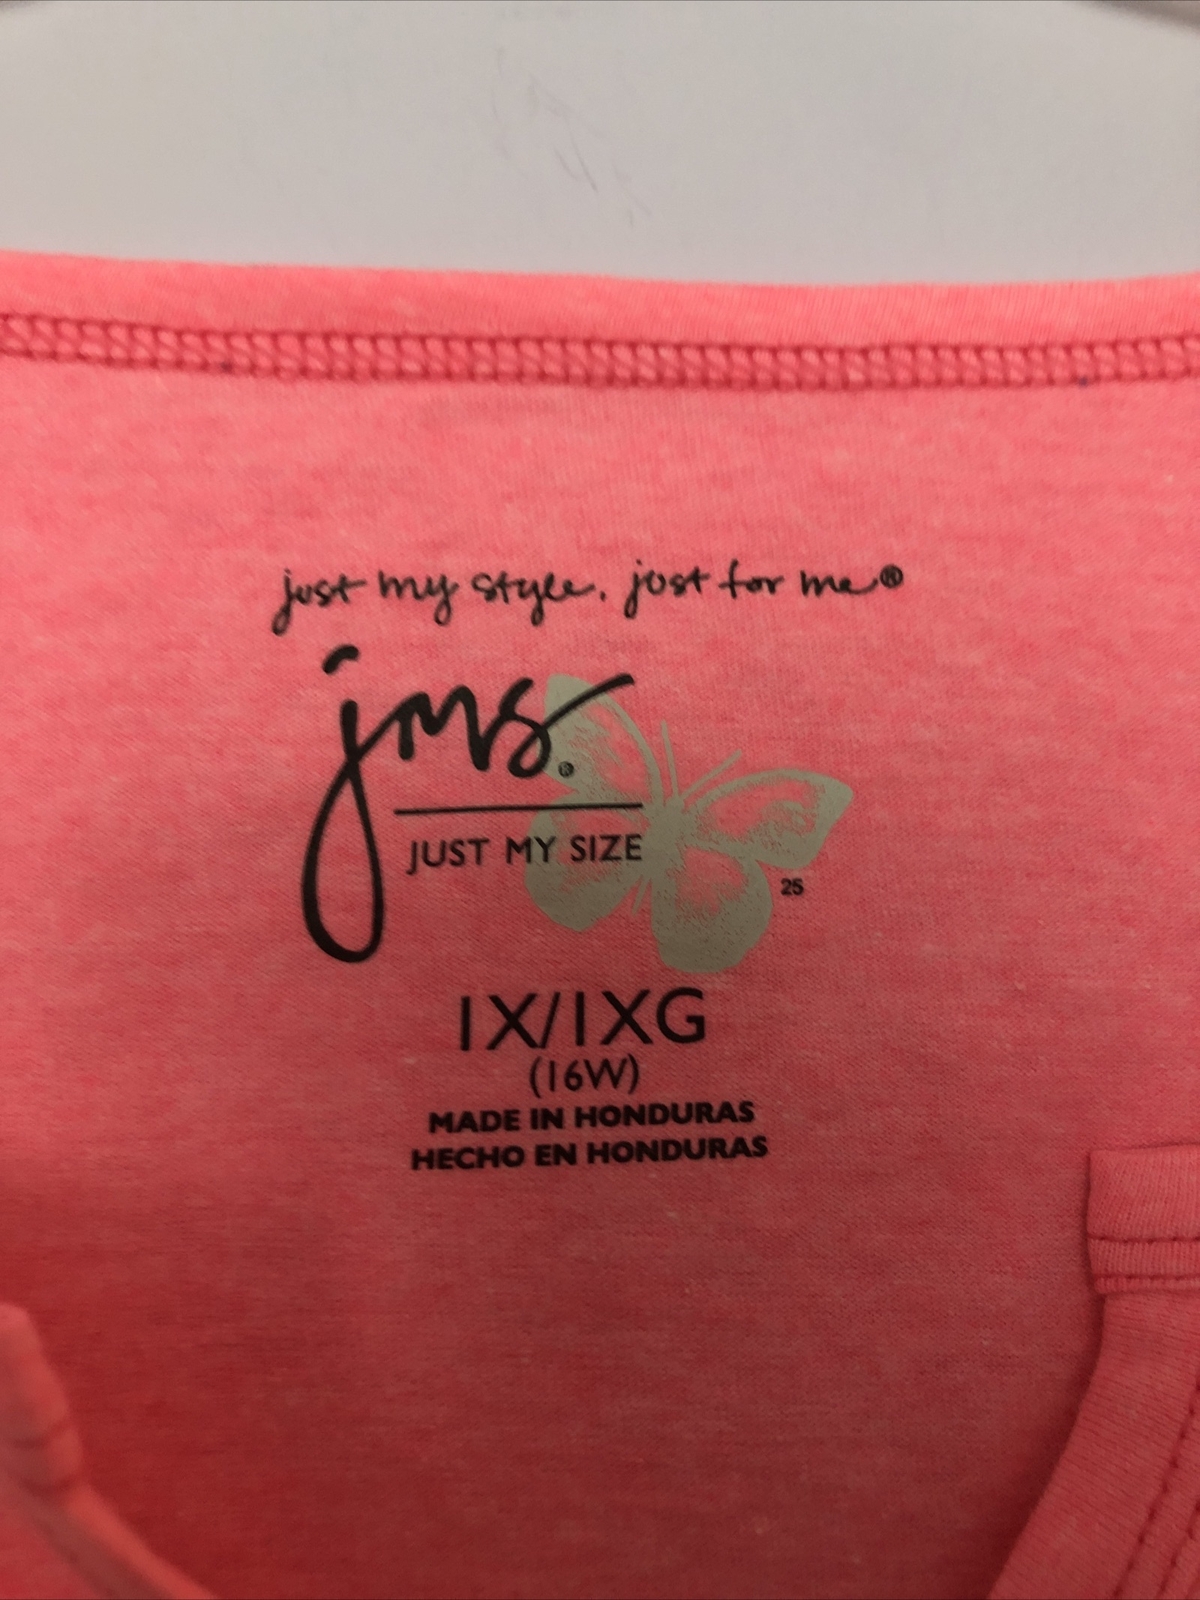 just my style. just for me®
jms®
JUST MY SIZE
25
1X/1XG
(16W)
MADE IN HONDURAS
HECHO EN HONDURAS